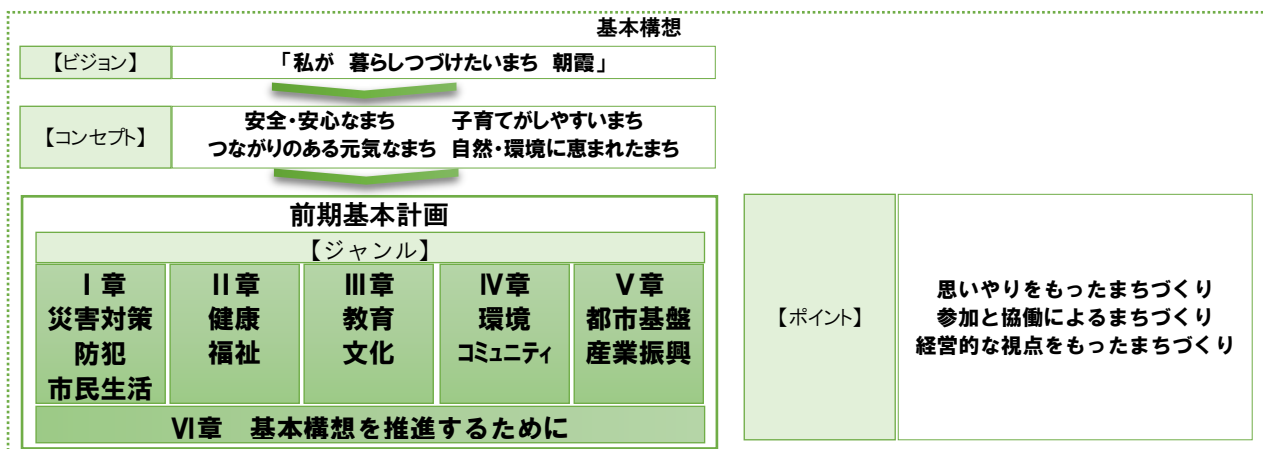 基本構想
【ビジョン】
「私が 暮らしつづけたいまち 朝霞」
【コンセプト】
安全・安心なまち 子育てがしやすいまち
つながりのある元気なまち 自然・環境に恵まれたまち
前期基本計画
【ジャンル】
Ⅰ章
災害対策
防犯
市民生活
Ⅱ章
健康
福祉
Ⅲ章
教育
文化
Ⅳ章
環境
コミュニティ
Ⅴ章
都市基盤
産業振興
Ⅵ章 基本構想を推進するために
【ポイント】
思いやりをもったまちづくり
参加と協働によるまちづくり
経営的な視点をもったまちづくり